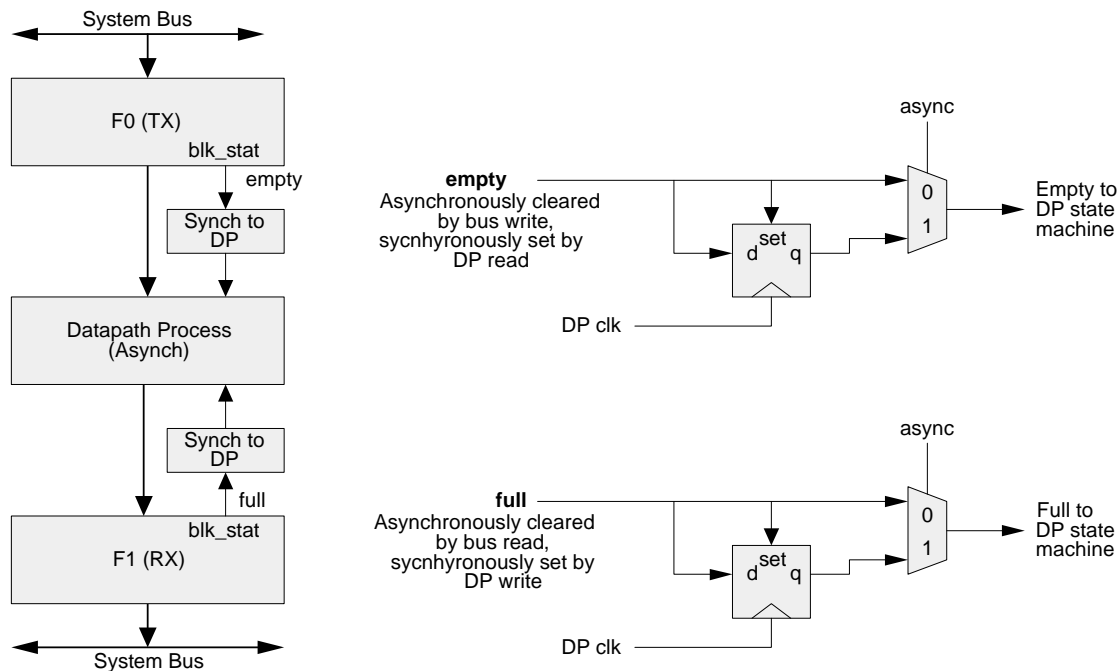 System Bus
F0 (TX)
blk_stat
empty
Synch to
DP
Datapath Process
(Asynch)
Synch to
DP
full
blk_stat
F1 (RX)
System Bus
async
empty
Asynchronously cleared
by bus write,
sycnhyronously set by
DP read
set
d q
DP clk
0
1
Empty to
DP state
machine
async
full
Asynchronously cleared
by bus read,
sycnhyronously set by
DP write
set
d q
DP clk
0
1
Full to
DP state
machine